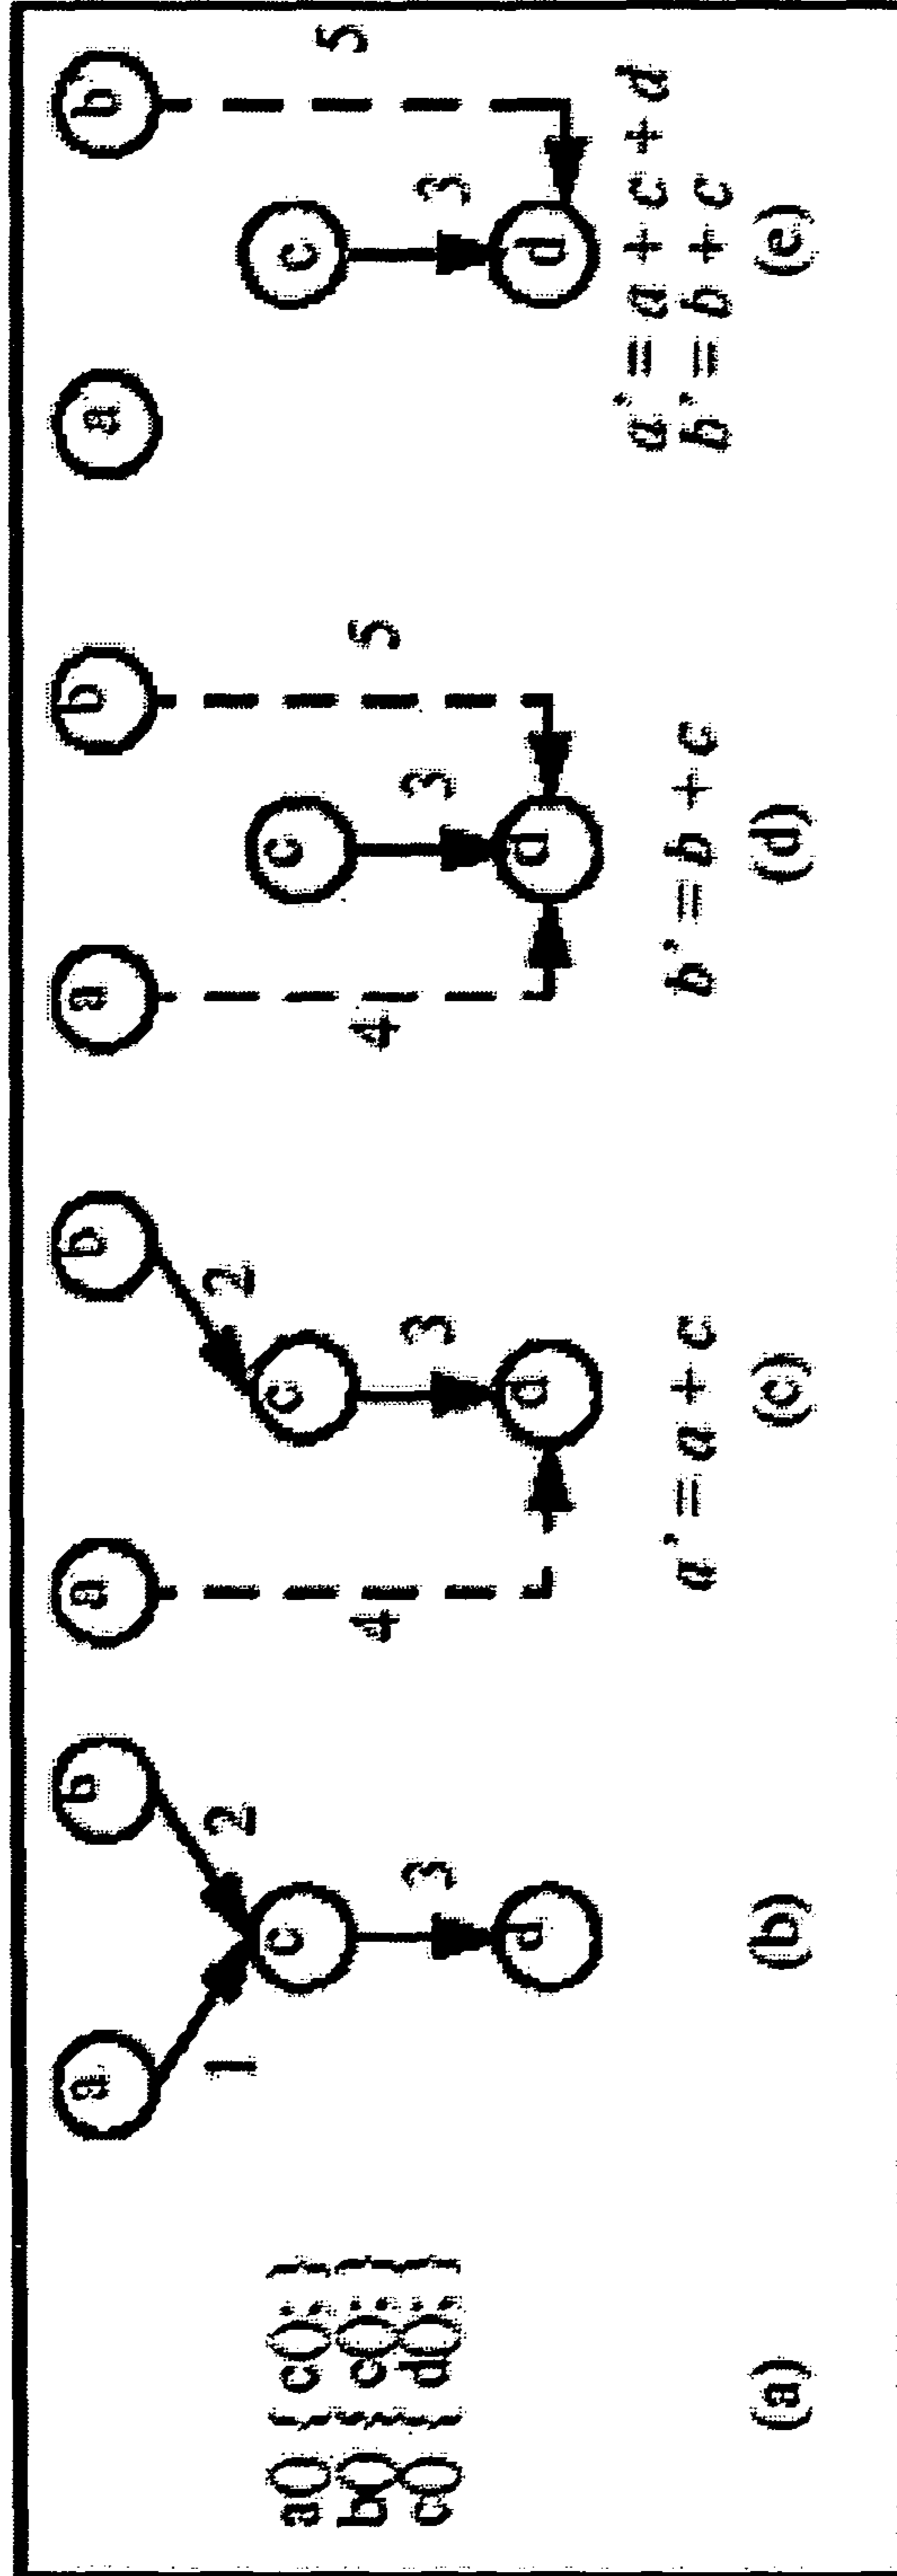 a() { c(); }
b() { c(); }
c() { d(); }
(a)
a
b
1
2
c
3
d
(b)
a
b
2
c
4
3
d
a' = a + c
(c)
a
b
c
4
3
5
d
b' = b + c
(d)
a
b
c
3
5
d
a' = a + c + d
b' = b + c
(e)